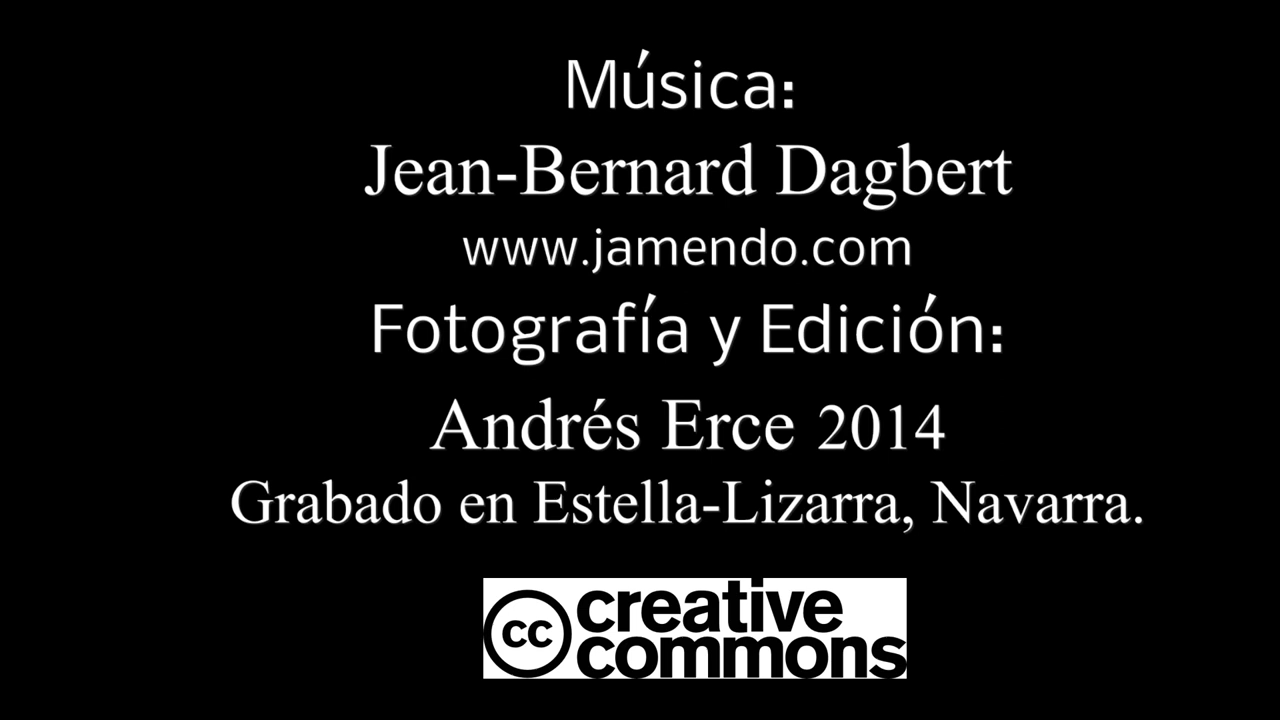 Música:
Jean-Bernard Dagbert
www.jamendo.com
Fotografía y Edición:
Andrés Erce 2014
Grabado en Estella-Lizarra, Navarra.
cc creative
commons